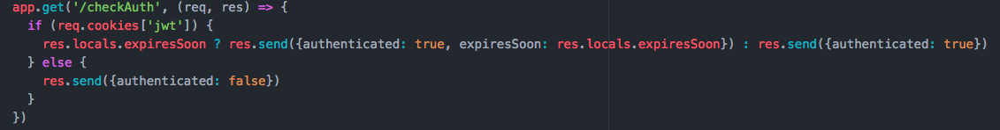 app.get('/checkAuth', (req, res) => {
  if (req.cookies['jwt']) {
    res.locals.expiresSoon ? res.send({authenticated: true, expiresSoon: res.locals.expiresSoon}) : res.send({authenticated: true})
  } else {
    res.send({authenticated: false})
  }
})